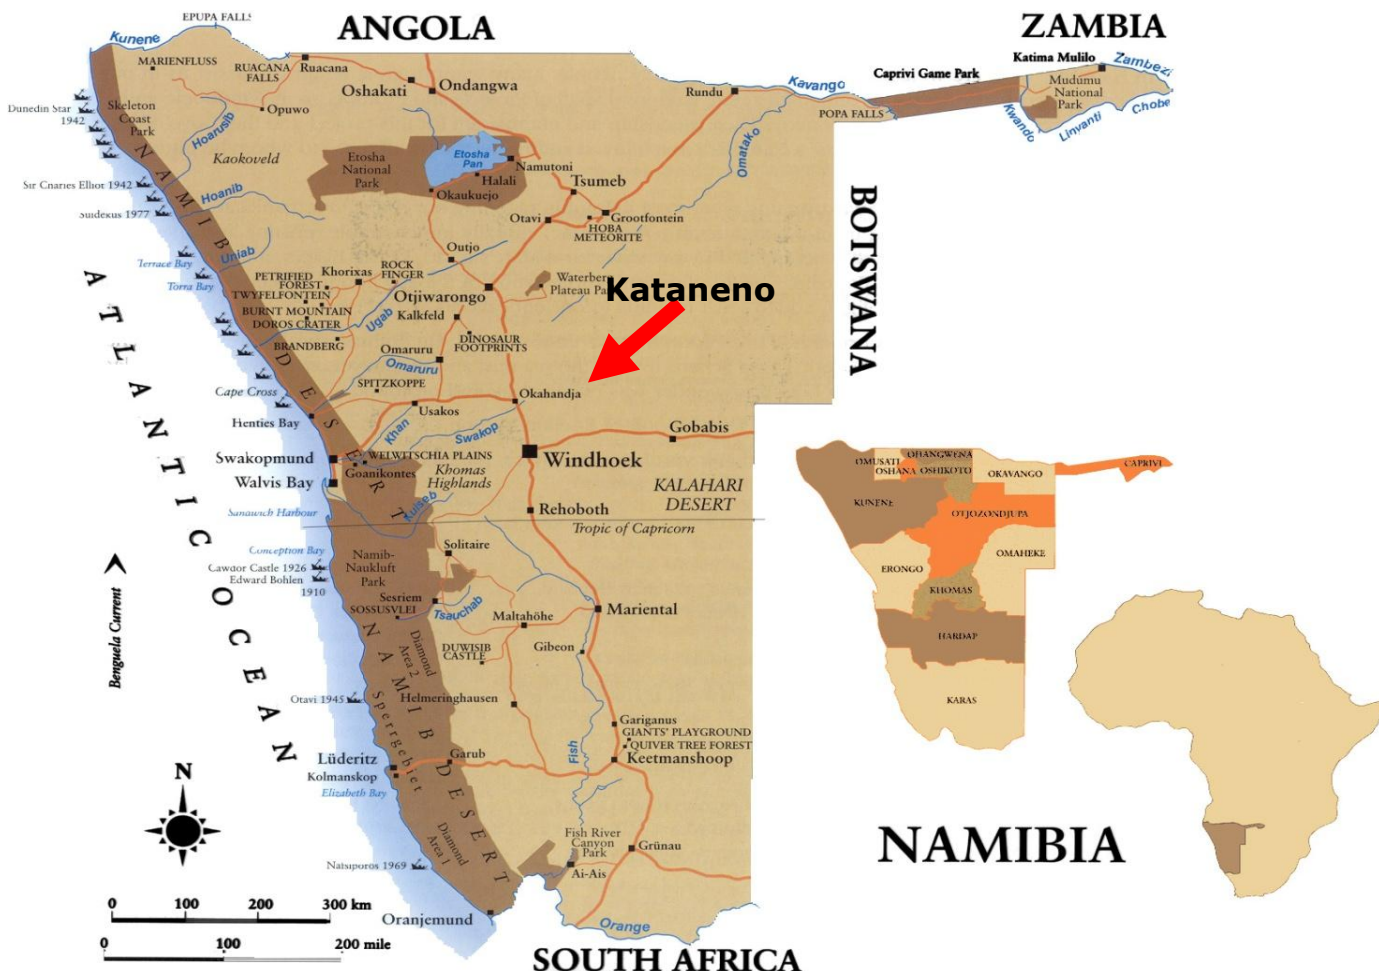 ANGOLA
ZAMBIA
EPUPA FALLS
Kunene
MARIENFLUSS
RUACANA
FALLS
Ruacana
Oshakati
Ondangwa
Opuwo
Rundu
Kavango
POPA FALLS
Caprivi Game Park
Katima Mulilo
Zambezi
Mudumu
National
Park
Kwando
Linyanti
Chobe
Dunedin Star
1942
Skeleton
Coast
Park
Hoarusib
Kaokoveld
Etosha
National
Park
Etosha
Pan
Namutoni
Halali
Okaukuejo
Omatako
Tsumeb
Otavi
Grootfontein
HOBA
METEORITE
Hoanib
Uniab
Terrace Bay
Torra Bay
NAMIB DESERT
BOTSWANA
Outjo
PETRIFIED
FOREST
Khorixas
ROCK
FINGER
TWYFELFONTEIN
BURNT MOUNTAIN
DOROS CRATER
BRANDBERG
Ugab
Otjiwarongo
Kalkfeld
DINOSAUR
FOOTPRINTS
Waterberg
Plateau
Kataneno
Omaruru
Omaruru
SPITZKOPPE
Okahandja
Usakos
Khan
Swakop
Cape Cross
Henties Bay
Swakopmund
Walvis Bay
WELWITSCHIA PLAINS
Goanikontes
Khomas
Highlands
Kuiseb
Windhoek
Gobabis
KALAHARI
DESERT
Rehoboth
Tropic of Capricorn
Sandwich Harbour
Conception Bay
Cawdor Castle 1926
Edward Bohlen
1910
Namib-
Naukluft
Park
Solitaire
Sesriem
SOSSUSVLEI
Tsauchab
Maltahöhe
Mariental
DUWISIB
CASTLE
Gibeon
Diamond
Area 2
Helmeringhausen
NAMIB DESERT
Sperrgebiet
Otavi 1945
Gariganus
GIANTS' PLAYGROUND
QUIVER TREE FOREST
Keetmanshoop
Fish
Lüderitz
Kolmanskop
Garub
Elizabeth Bay
Diamond
Area 1
Fish River
Canyon
Park
Ai-Ais
Grünau
Oranjemund
Orange
SOUTH AFRICA
ATLANTIC OCEAN
Benguela Current
N
0 100 200 300 km
0 100 200 mile
OMUSATI
OSHANA
OHANGWENA
OSHIKOTO
OKAVANGO
CAPRIVI
KUNENE
OTJOZONDJUPA
ERONGO
OMAHEKE
KHOMAS
HARDAP
KARAS
NAMIBIA